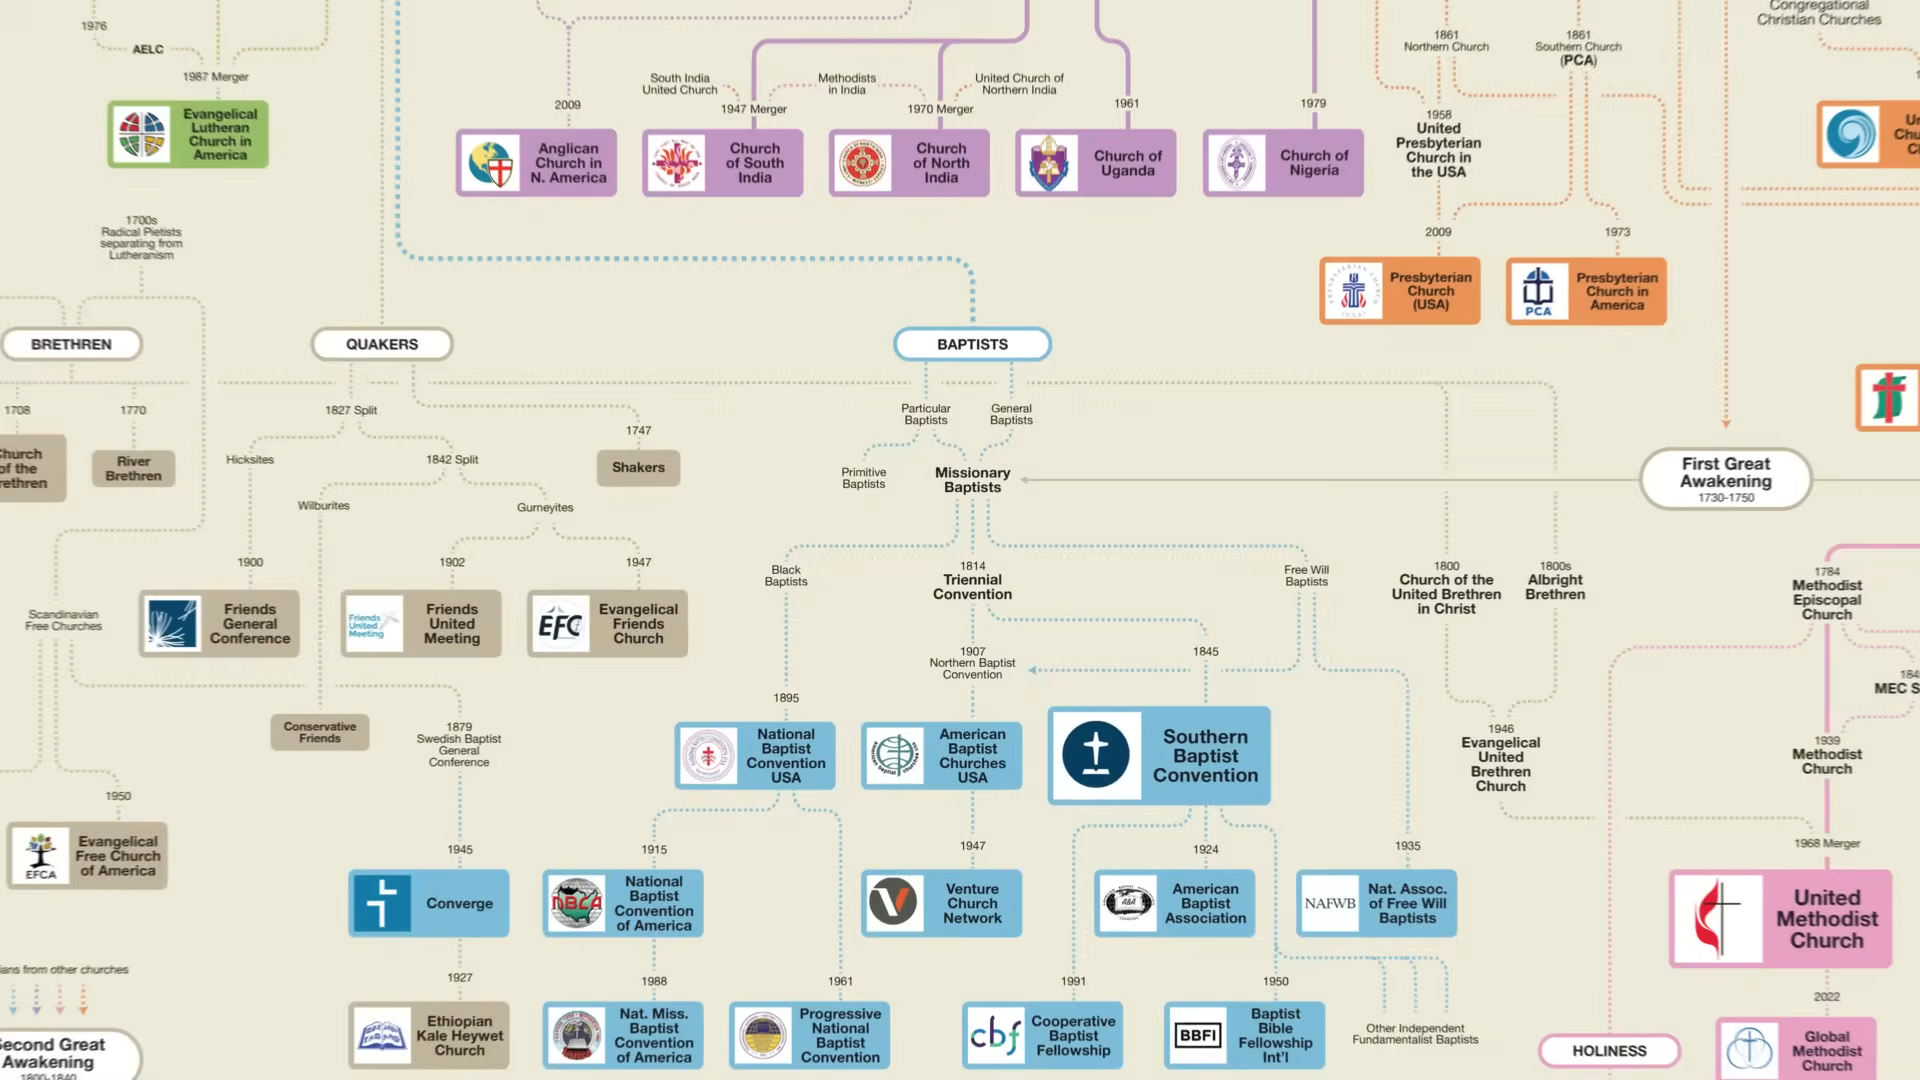 Congregational
Christian Churches
1976
AELC
1987 Merger
Evangelical
Lutheran
Church in
America
1861
Northern Church
1861
Southern Church
(PCA)
South India
United Church
Methodists
in India
United Church of
Northern India
2009
1947 Merger
1970 Merger
1961
1979
Anglican
Church in
N. America
Church
of South
India
Church
of North
India
Church of
Uganda
Church of
Nigeria
1958
United
Presbyterian
Church in
the USA
2009
Presbyterian
Church
(USA)
1973
PCA
Presbyterian
Church in
America
1700s
Radical Pietists
separating from
Lutheranism
BRETHREN
QUAKERS
BAPTISTS
1708
1770
River
Brethren
1827 Split
Hicksites
1842 Split
Wilburites
Gurneyites
1747
Shakers
Particular
Baptists
General
Baptists
Primitive
Baptists
Missionary
Baptists
First Great
Awakening
1730-1750
1900
Friends
General
Conference
1902
Friends
United
Meeting
Friends
United
Meeting
1947
EFC
Evangelical
Friends
Church
Scandinavian
Free Churches
Black
Baptists
1814
Triennial
Convention
Free Will
Baptists
1800
Church of the
United Brethren
in Christ
1800s
Albright
Brethren
1784
Methodist
Episcopal
Church
1907
Northern Baptist
Convention
1845
MEC S
Conservative
Friends
1879
Swedish Baptist
General
Conference
1895
National
Baptist
Convention
USA
American
Baptist
Churches
USA
Southern
Baptist
Convention
1946
Evangelical
United
Brethren
Church
1939
Methodist
Church
1950
EFCA
Evangelical
Free Church
of America
1945
Converge
1915
NBCA
National
Baptist
Convention
of America
1947
Venture
Church
Network
1924
ABA
American
Baptist
Association
1935
NAFWB
Nat. Assoc.
of Free Will
Baptists
1968 Merger
United
Methodist
Church
ians from other churches
Second Great
Awakening
1800-1840
1927
Ethiopian
Kale Heywet
Church
1988
Nat. Miss.
Baptist
Convention
of America
1961
Progressive
National
Baptist
Convention
1991
cbf
Cooperative
Baptist
Fellowship
1950
BBFI
Baptist
Bible
Fellowship
Int'l
Other Independent
Fundamentalist Baptists
HOLINESS
2022
Global
Methodist
Church